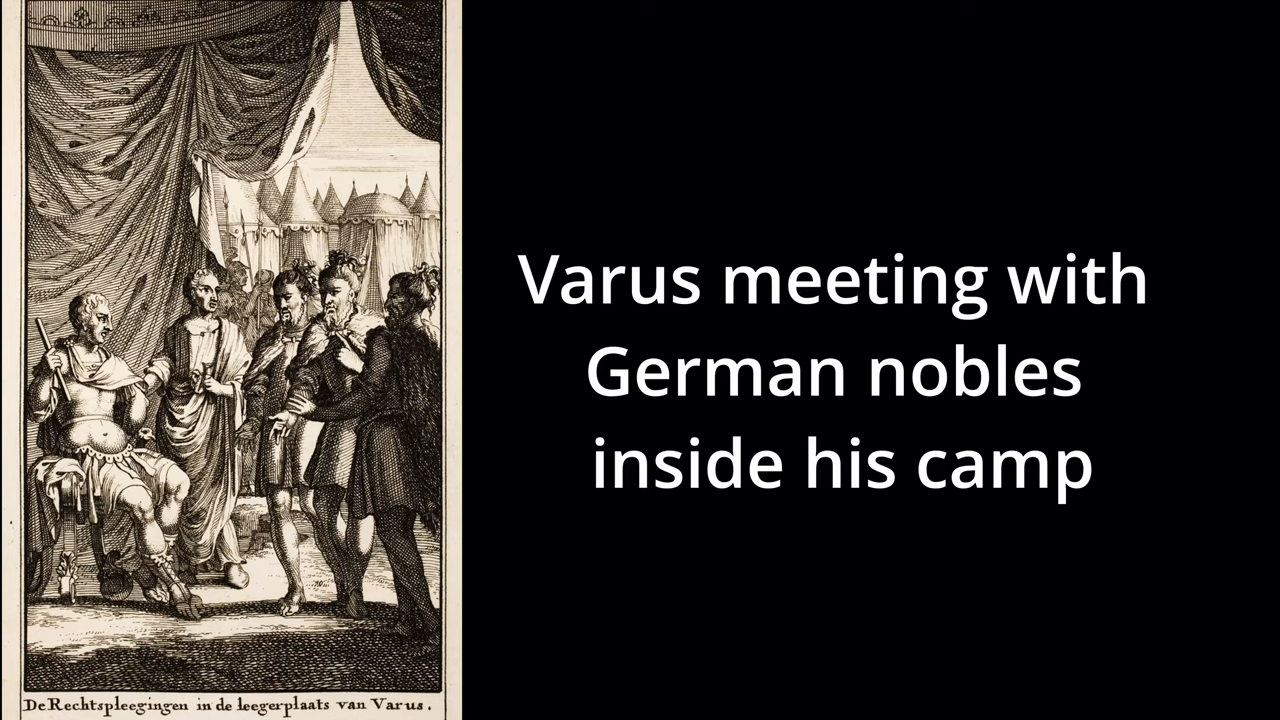 Varus meeting with
German nobles
inside his camp
De Rechtspleegingen in de leegerplaats van Varus.